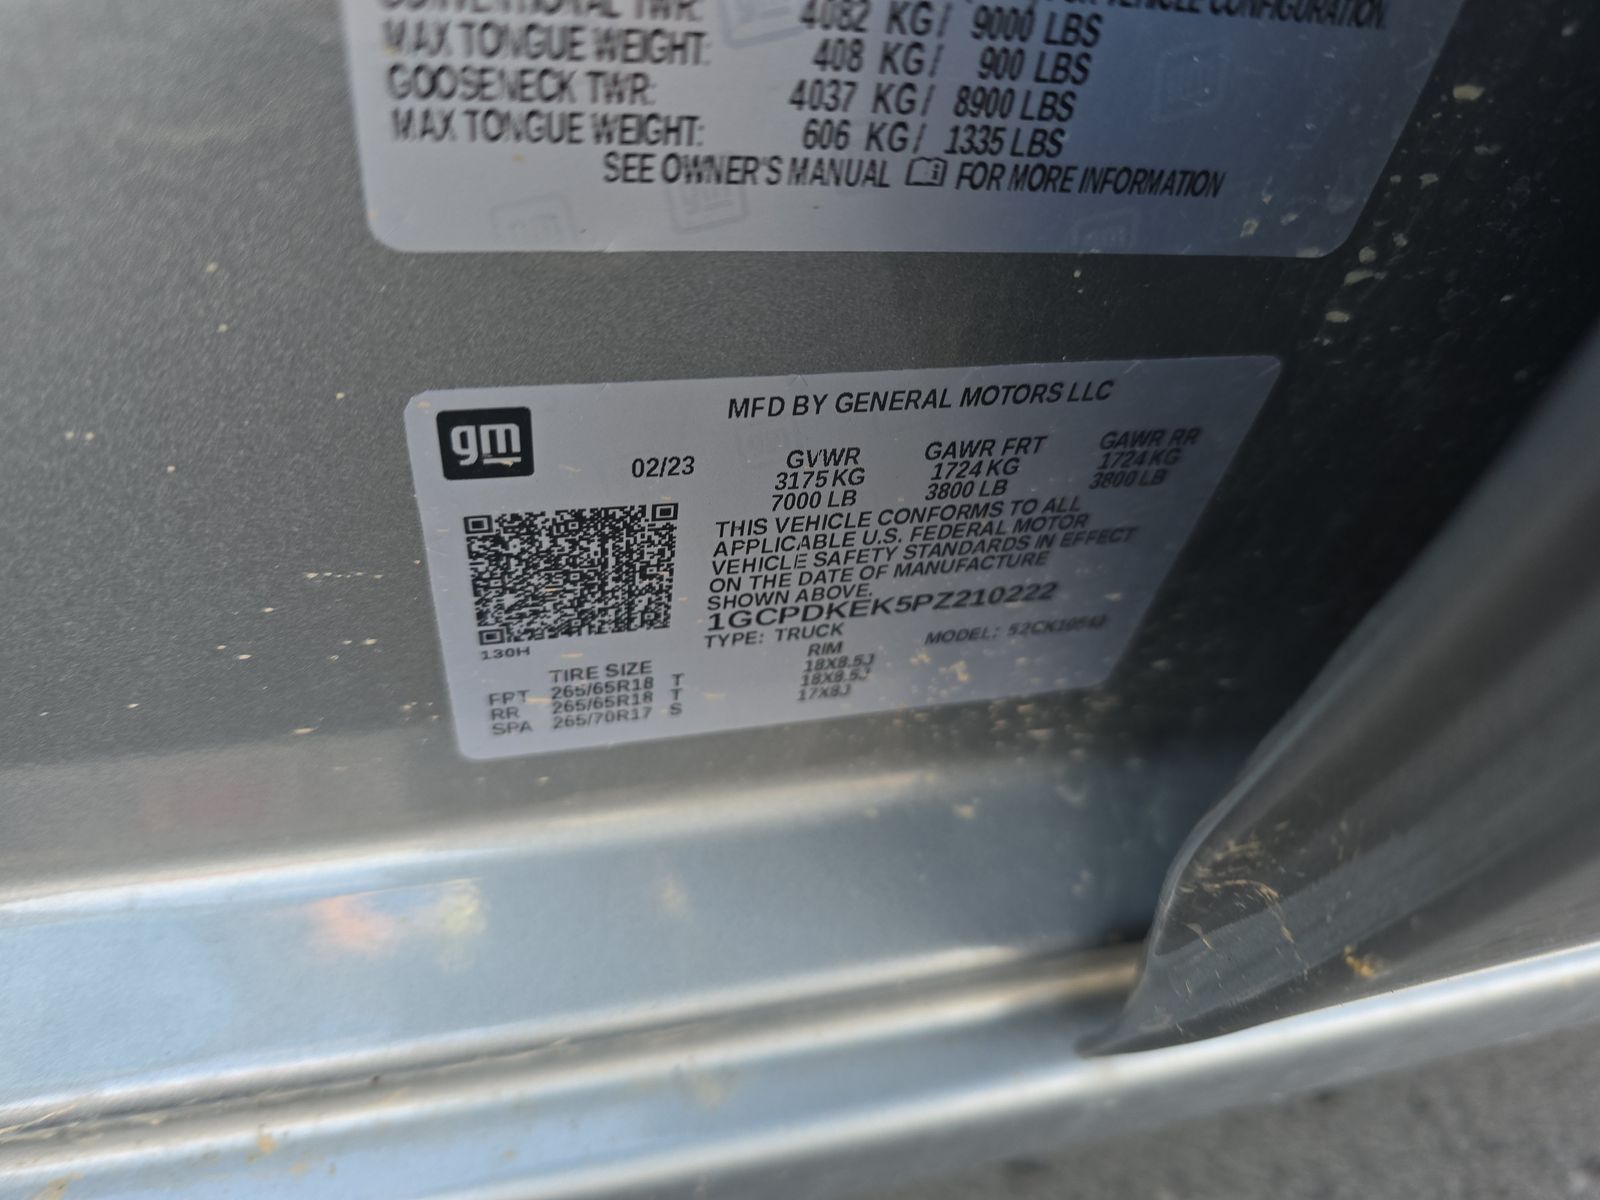 CONVENTIONAL TWR: 4082 KG/ 9000 LBS
VEHICLE CONFIGURATION.
MAX TONGUE WEIGHT: 408 KG/ 900 LBS
GOOSENECK TWR: 4037 KG/ 8900 LBS
MAX TONGUE WEIGHT: 606 KG/ 1335 LBS
SEE OWNER'S MANUAL FOR MORE INFORMATION
gm
MFD BY GENERAL MOTORS LLC
02/23 GVWR GAWR FRT GAWR RR
3175 KG 1724 KG 1724 KG
7000 LB 3800 LB 3800 LB
THIS VEHICLE CONFORMS TO ALL
APPLICABLE U.S. FEDERAL MOTOR
VEHICLE SAFETY STANDARDS IN EFFECT
ON THE DATE OF MANUFACTURE
SHOWN ABOVE.
1GCPDKEK5PZ210222
TYPE: TRUCK MODEL:
130H
TIRE SIZE RIM
FRT 265/65R18 T 18X8.5J
RR 265/65R18 T 18X8.5J
SPA 265/70R17 S 17X8J